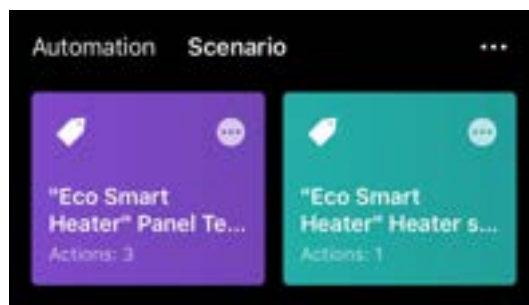 Automation Scenario
"Eco Smart "Eco Smart
Heater" Panel Te... Heater" Heater s...
Actions: 3 Actions: 1